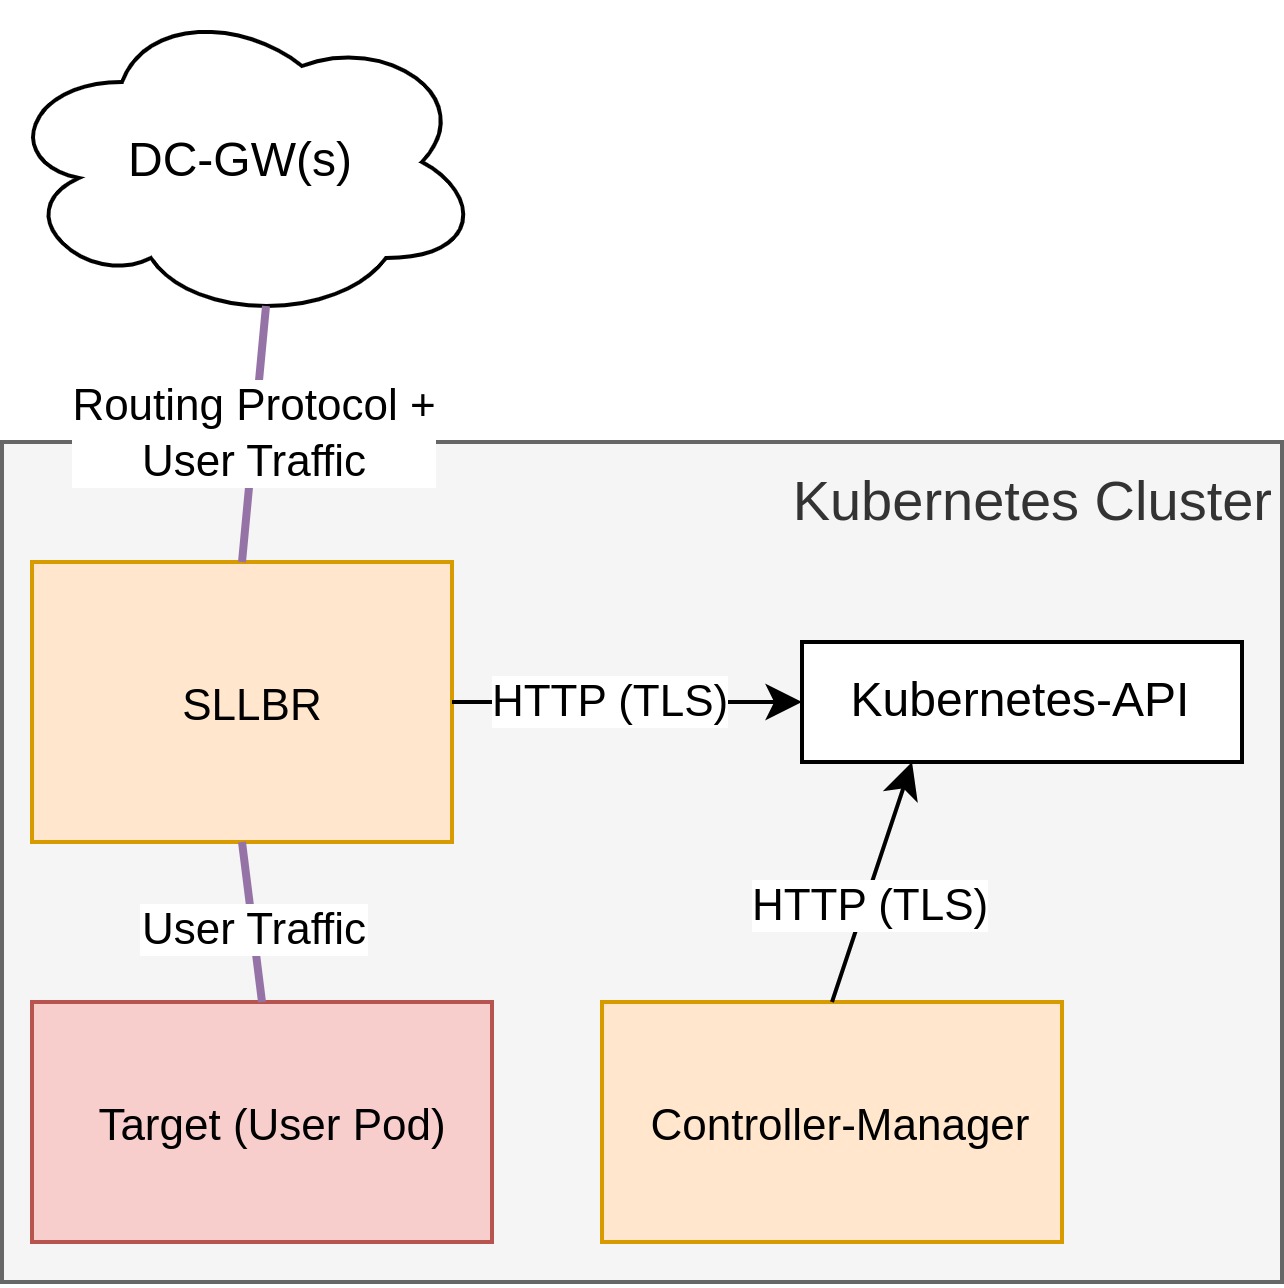 DC-GW(s)
Routing Protocol +
User Traffic
Kubernetes Cluster
SLLBR
HTTP (TLS)
Kubernetes-API
HTTP (TLS)
User Traffic
Target (User Pod)
Controller-Manager